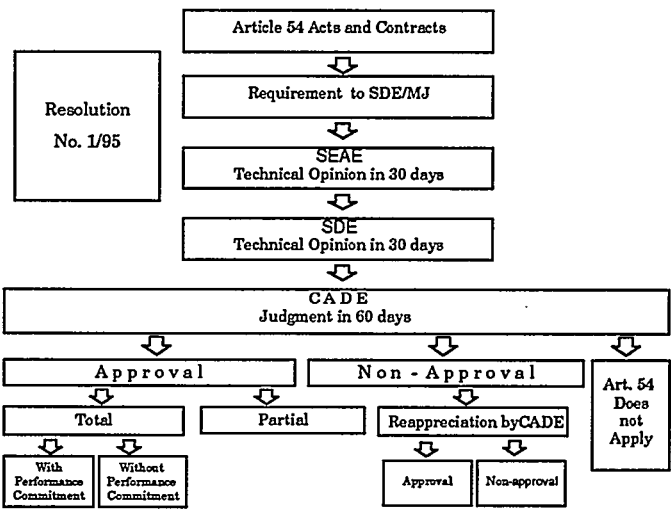 Article 54 Acts and Contracts
Resolution
No. 1/95
Requirement to SDE/MJ
SEAE
Technical Opinion in 30 days
SDE
Technical Opinion in 30 days
CADE
Judgment in 60 days
Approval
Non - Approval
Art. 54
Does
not
Apply
Total
Partial
Reappreciation byCADE
With
Performance
Commitment
Without
Performance
Commitment
Approval
Non-approval